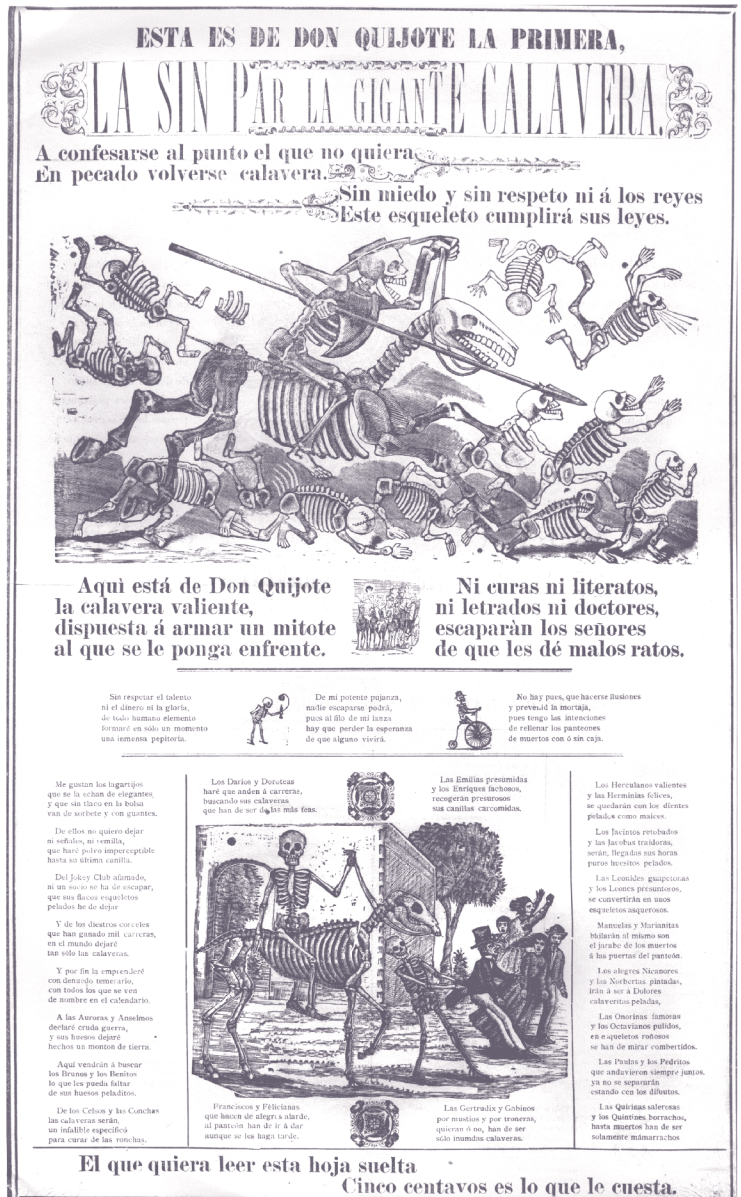 ESTA ES DE DON QUIJOTE LA PRIMERA,
LA SIN PAR LA GIGANTE CALAVERA.
A confesarse al punto el que no quiera
En pecado volverse calavera.
Sin miedo y sin respeto ni á los reyes
Este esqueleto cumplirá sus leyes.
Aquì está de Don Quijote
la calavera valiente,
dispuesta á armar un mitote
al que se le ponga enfrente.
Ni curas ni literatos,
ni letrados ni doctores,
escaparàn los señores
de que les dé malos ratos.
Sin respetar el talento
ni el dinero ni la gloria,
de todo humano elemento
formaré en sólo un momento
una inmensa pepitoria.
De mi potente pujanza,
nadie escaparse podrá,
pues al filo de mi lanza
hay que perder la esperanza
de que alguno vivirá.
No hay pues, que hacerse ilusiones
y prevenid la mortaja,
pues tengo las intenciones
de rellenar los panteones
de muertos con ó sin caja.
Me gustan los lagartijos
que se la echan de elegantes,
y que sin tlaco en la bolsa
van de sorbete y con guantes.
De ellos no quiero dejar
ni señales, ni semilla,
que haré polvo imperceptible
hasta su última canilla.
Del Jokey Club afamado,
ni un socio se ha de escapar,
que sus flacos esqueletos
pelados he de dejar
Y de los diestros corceles
que han ganado mil carreras,
en el mundo dejaré
tan sólo las calaveras.
Y por fin la emprenderé
con denuedo temerario,
con todos los que se ven
de nombre en el calendario.
A las Auroras y Anselmos
declaré cruda guerra,
y sus huesos dejaré
hechos un monton de tierra.
Aquí vendrán á buscar
los Brunos y los Benitos
lo que les pueda faltar
de sus huesos peladitos.
De los Celsos y las Conchas
las calaveras serán,
un infalible especificó
para curar de las ronchas.
Los Darios y Doroteas
haré que anden á carreras,
buscando sus calaveras
que han de ser de las más feas.
Las Emilias presumidas
y los Enriques fachosos,
recogerán presurosos
sus canillas carcomidas.
Franciscos y Felicianas
que hacen de alegres alarde,
al panteón han de ir á dar
aunque se les haga tarde.
Las Gertrudix y Gabinos
por mustios y por troneras,
quieran ó no, han de ser
sólo inmundas calaveras.
Los Herculanos valientes
y las Herminias felices,
se quedarán con los dientes
pelados como maices.
Los Jacintos retobados
y las Jacobas traidoras,
serán, llegadas sus horas
puros huesitos pelados.
Las Leonides guapetonas
y los Leones presuntosos,
se convertirán en unos
esqueletos asquerosos.
Manuelas y Marianitas
bailarán al mismo son
el jarabe de los muertos
á las puertas del panteón.
Los alegres Nicanores
y las Norbertas pintadas,
irán á ser á Dolores
calaveritas peladas,
Las Onorinas famosas
y los Octavianos pulidos,
en esqueletos roñosos
se han de mirar combertidos.
Las Paulas y los Pedritos
que anduvieron siempre juntos,
ya no se separarán
estando con los difuntos.
Las Quirinas salerosas
y los Quintines borrachos,
hasta muertos han de ser
solamente mámarrachos
El que quiera leer esta hoja suelta
Cinco centavos es lo que le cuesta.